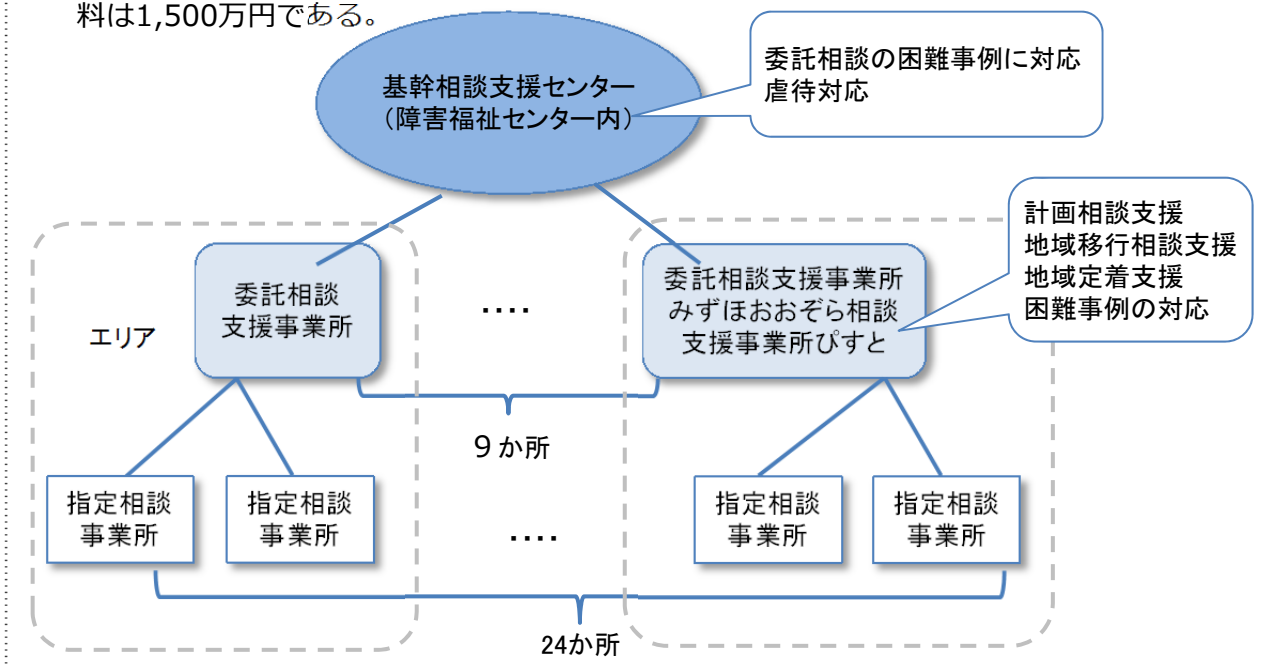 料は1,500万円である。
基幹相談支援センター
（障害福祉センター内）
委託相談の困難事例に対応
虐待対応
計画相談支援
地域移行相談支援
地域定着支援
困難事例の対応
エリア
委託相談
支援事業所
‥‥
委託相談支援事業所
みずほおおぞら相談
支援事業所ぴすと
９か所
指定相談
事業所
指定相談
事業所
‥‥
指定相談
事業所
指定相談
事業所
24か所